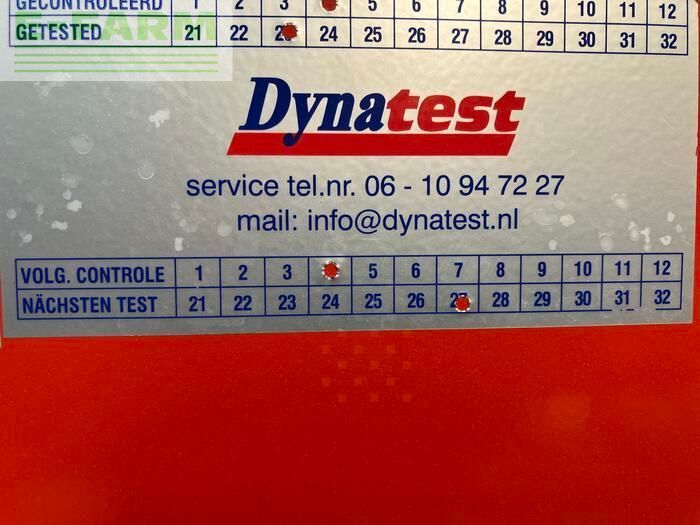 GECONTROLEERD 1 2 3 5 6 7 8 9 10 11 12
GETESTED 21 22 24 25 26 27 28 29 30 31 32
Dynatest
service tel.nr. 06 - 10 94 72 27
mail: info@dynatest.nl
VOLG. CONTROLE 1 2 3 5 6 7 8 9 10 11 12
NÄCHSTEN TEST 21 22 23 24 25 26 27 28 29 30 31 32